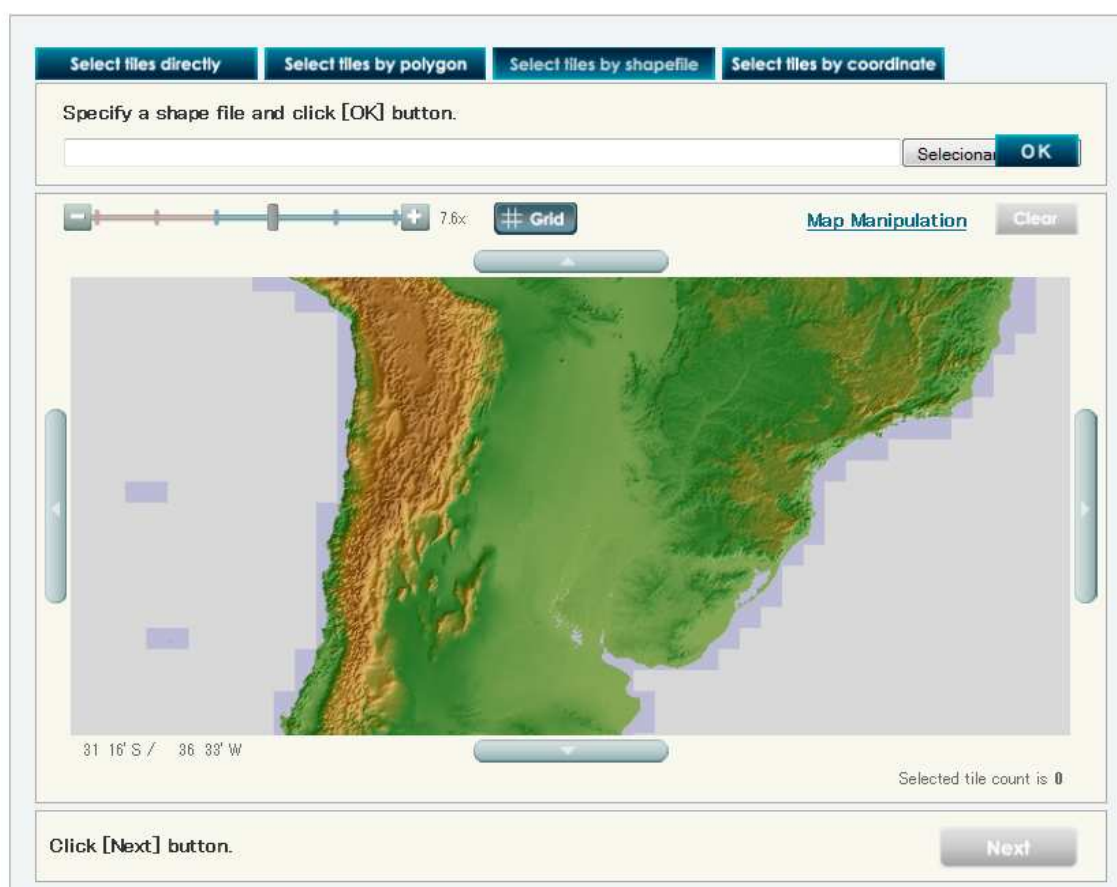 Select tiles directly
Select tiles by polygon
Select tiles by shapefile
Select tiles by coordinate
Specify a shape file and click [OK] button.
OK
7.6x
Grid
Map Manipulation
Clear
31 16' S / 36 33' W
Selected tile count is 0
Click [Next] button.
Next